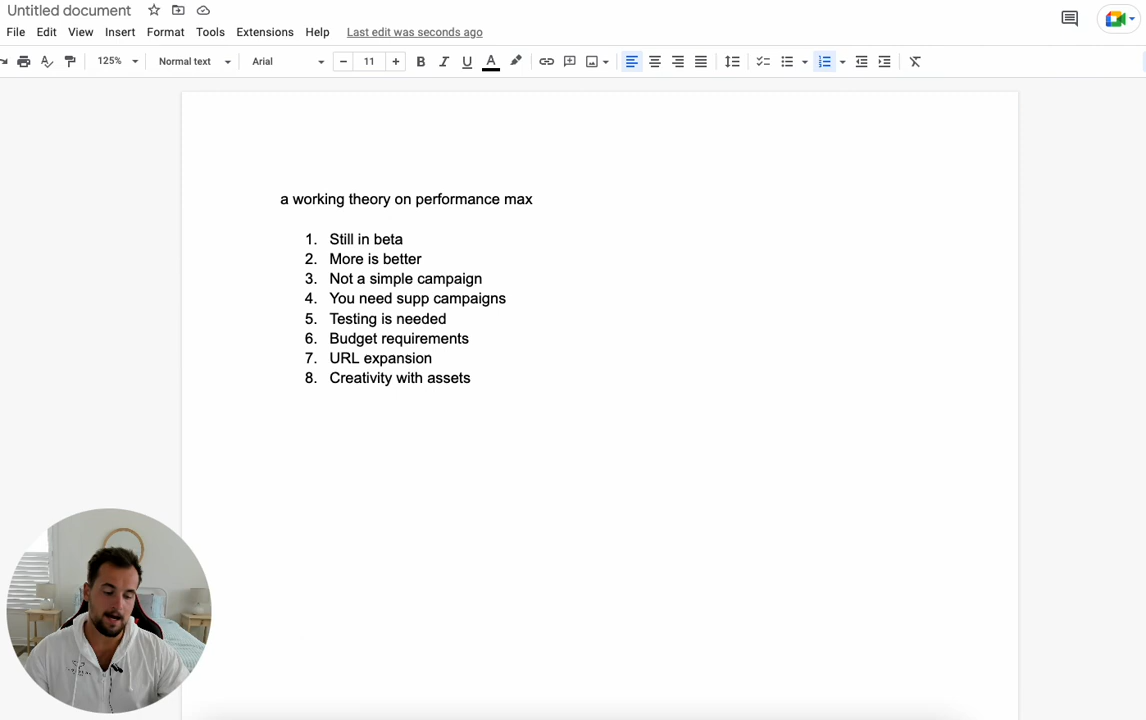 Untitled document
File Edit View Insert Format Tools Extensions Help Last edit was seconds ago
125% Normal text Arial 11
a working theory on performance max
1. Still in beta
2. More is better
3. Not a simple campaign
4. You need supp campaigns
5. Testing is needed
6. Budget requirements
7. URL expansion
8. Creativity with assets